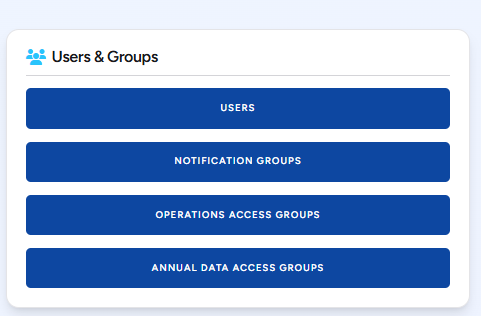 Users & Groups
USERS
NOTIFICATION GROUPS
OPERATIONS ACCESS GROUPS
ANNUAL DATA ACCESS GROUPS